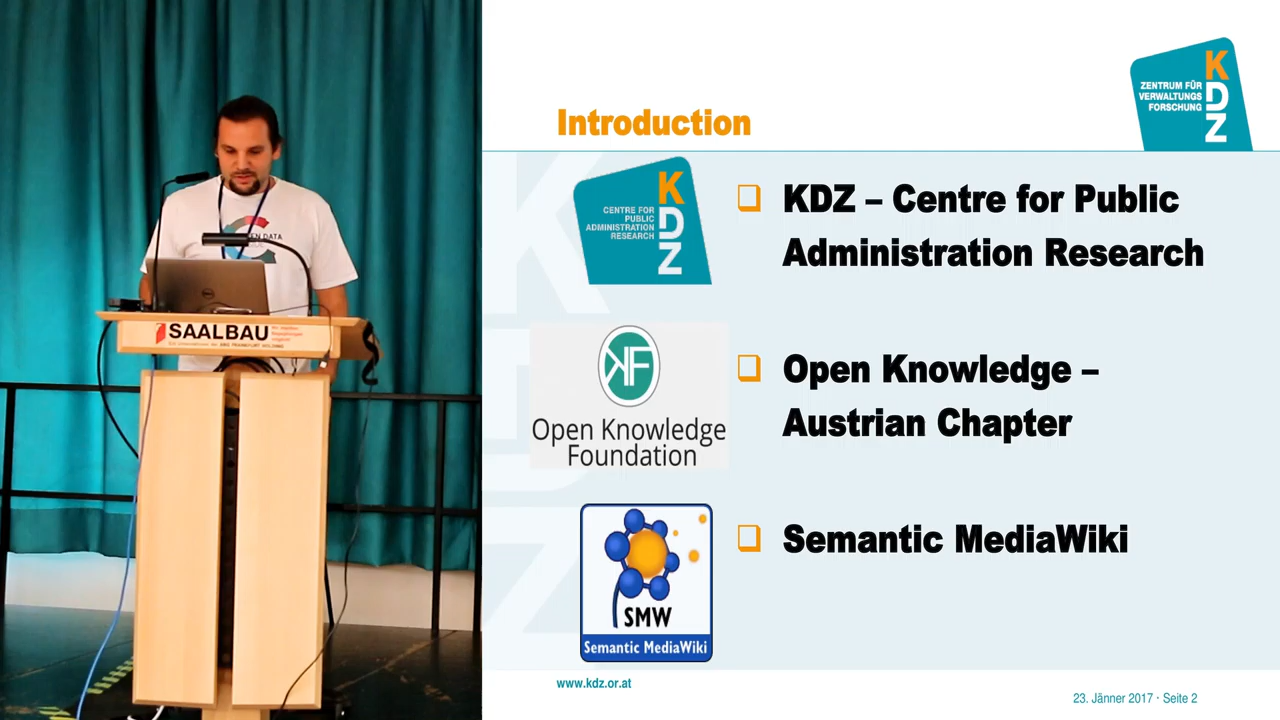 EN DATA
SAALBAU
Introduction
ZENTRUM FÜR
VERWALTUNGS
FORSCHUNG
KDZ
CENTRE FOR
PUBLIC
ADMINISTRATION
RESEARCH
KDZ
❑ KDZ – Centre for Public
Administration Research
Open Knowledge
Foundation
❑ Open Knowledge –
Austrian Chapter
SMW
Semantic MediaWiki
❑ Semantic MediaWiki
www.kdz.or.at
23. Jänner 2017 · Seite 2